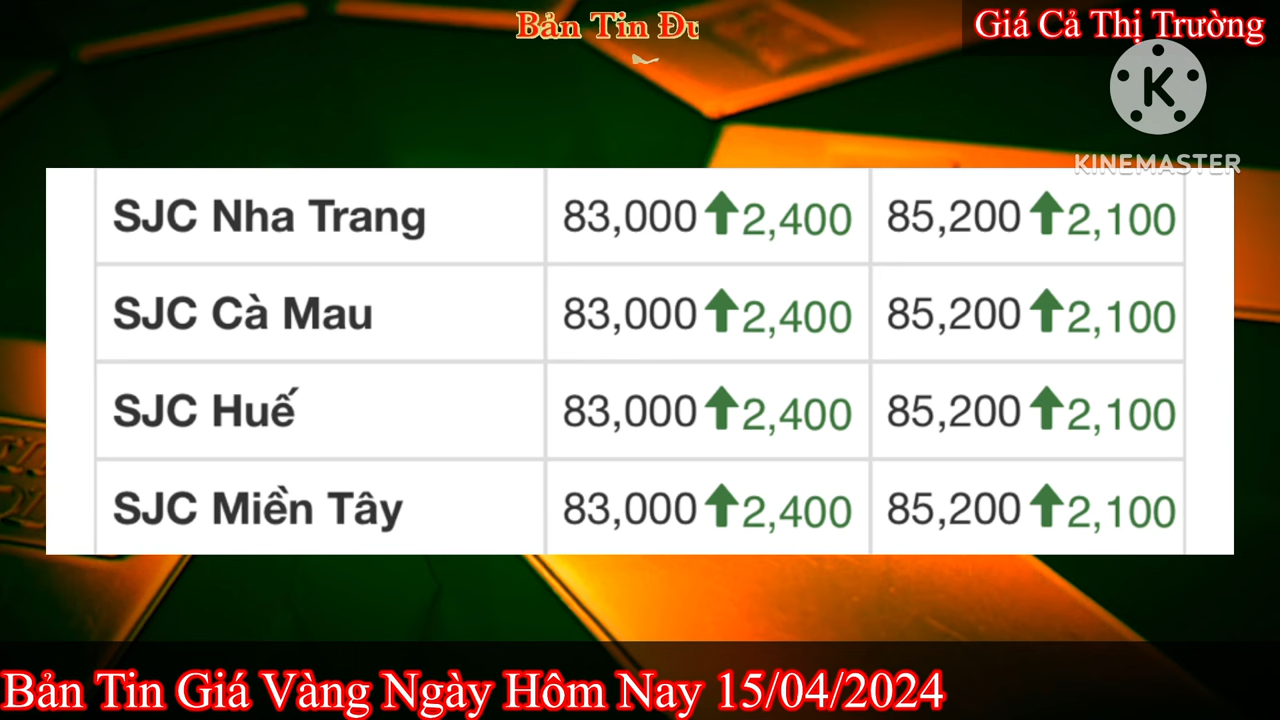 Bản Tin Đư
Giá Cả Thị Trường
K
KINEMASTER
SJC Nha Trang 83,000 2,400 85,200 2,100
SJC Cà Mau 83,000 2,400 85,200 2,100
SJC Huế 83,000 2,400 85,200 2,100
SJC Miền Tây 83,000 2,400 85,200 2,100
Bản Tin Giá Vàng Ngày Hôm Nay 15/04/2024